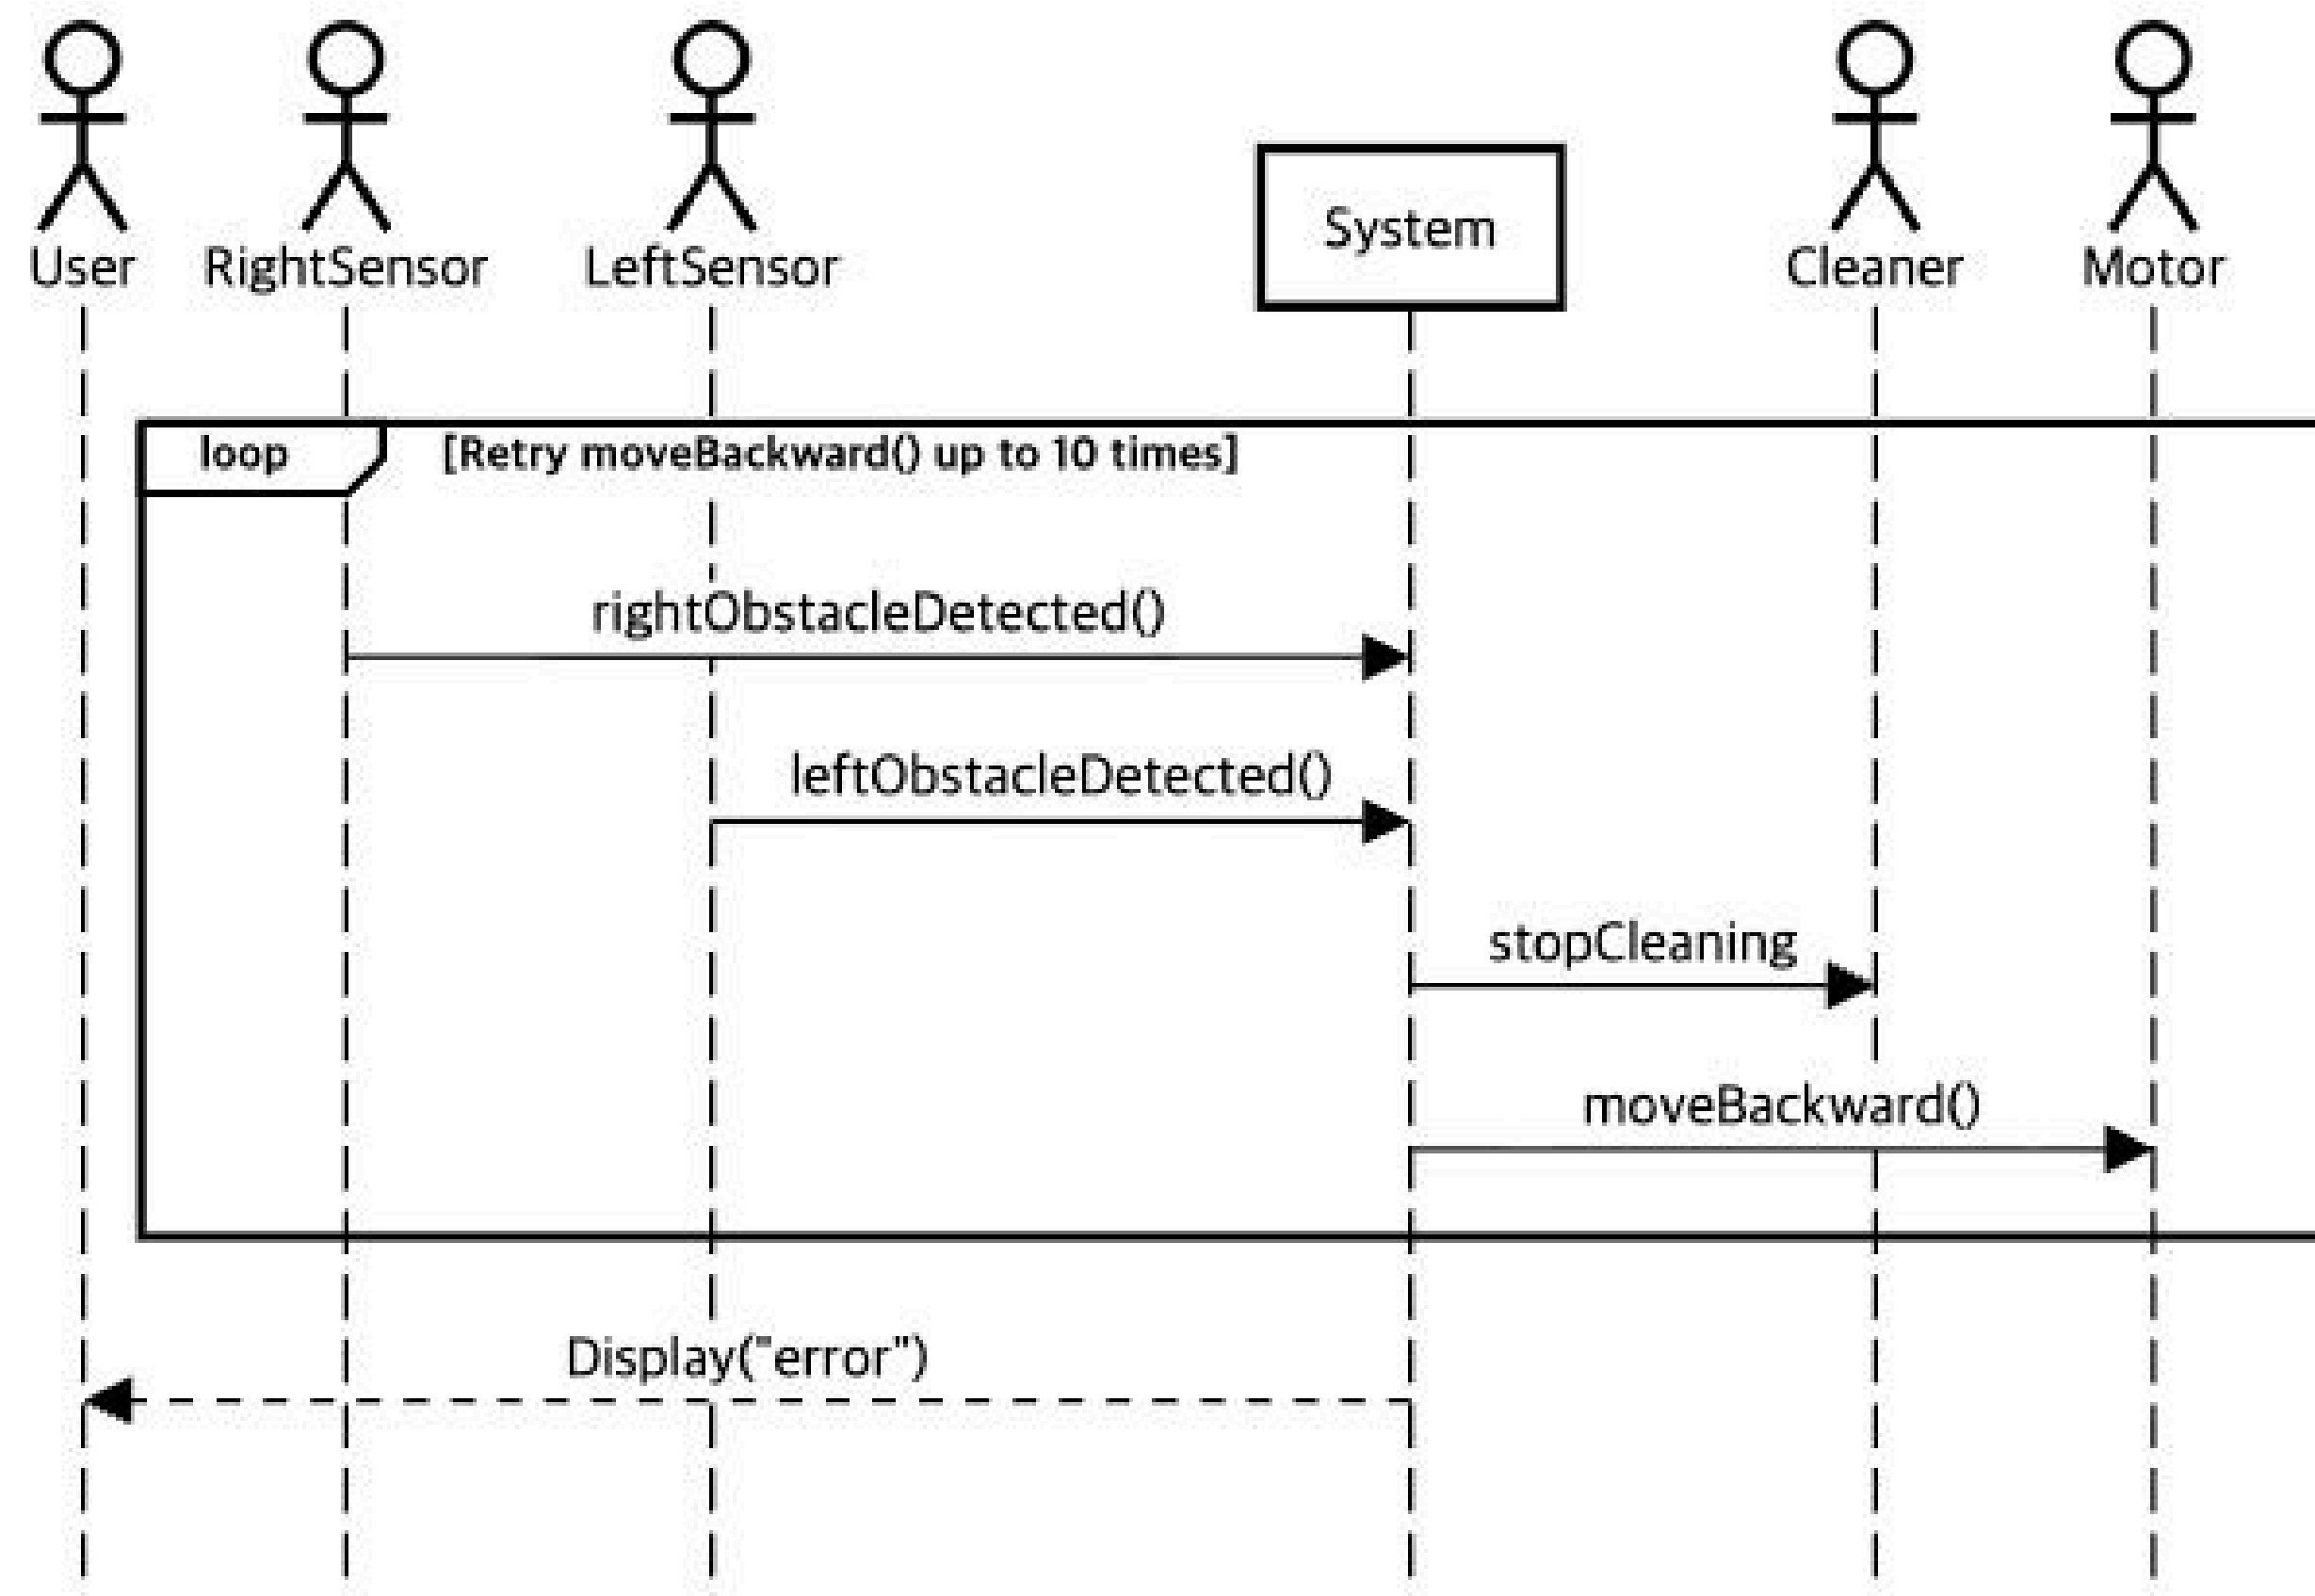 User
RightSensor
LeftSensor
System
Cleaner
Motor
loop
[Retry moveBackward() up to 10 times]
rightObstacleDetected()
leftObstacleDetected()
stopCleaning
moveBackward()
Display("error")